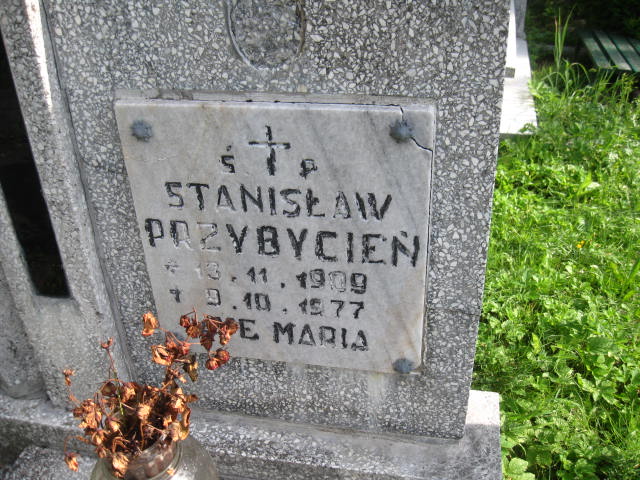 Ś P
STANISŁAW
PRZYBYCIEŃ
13.11.1909
9.10.1977
MARIA